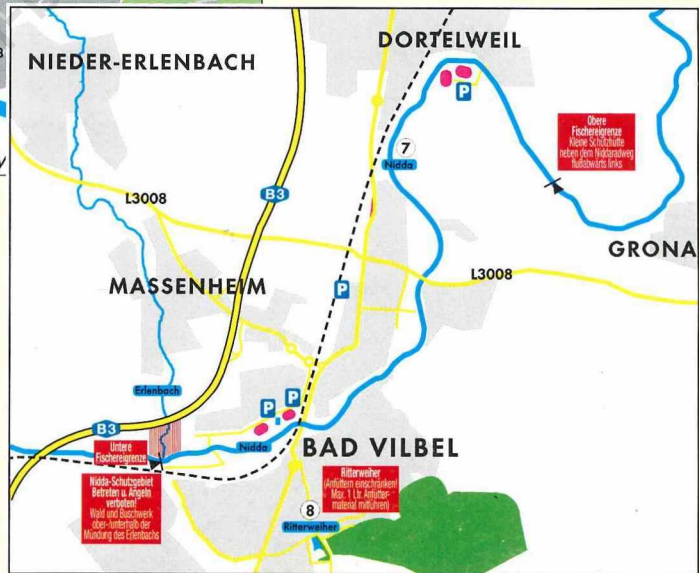 DORTELWEIL
NIEDER-ERLENBACH
P
Obere
Fischereigrenze
Kleine Schutzhütte
neben dem Niddaradweg
flußabwärts links
7
Nidda
B3
L3008
GRONA
L3008
MASSENHEIM
P
Erlenbach
P
P
B3
Untere
Fischereigrenze
Nidda
BAD VILBEL
Nidda-Schutzgebiet
Betreten u. Angeln
verboten!
Wald und Buschwerk
ober-/unterhalb der
Mündung des Erlenbachs
Ritterweiher
(Anfüttern einschränken!
Max. 1 Ltr. Anfutter-
material mitführen)
8
Ritterweiher